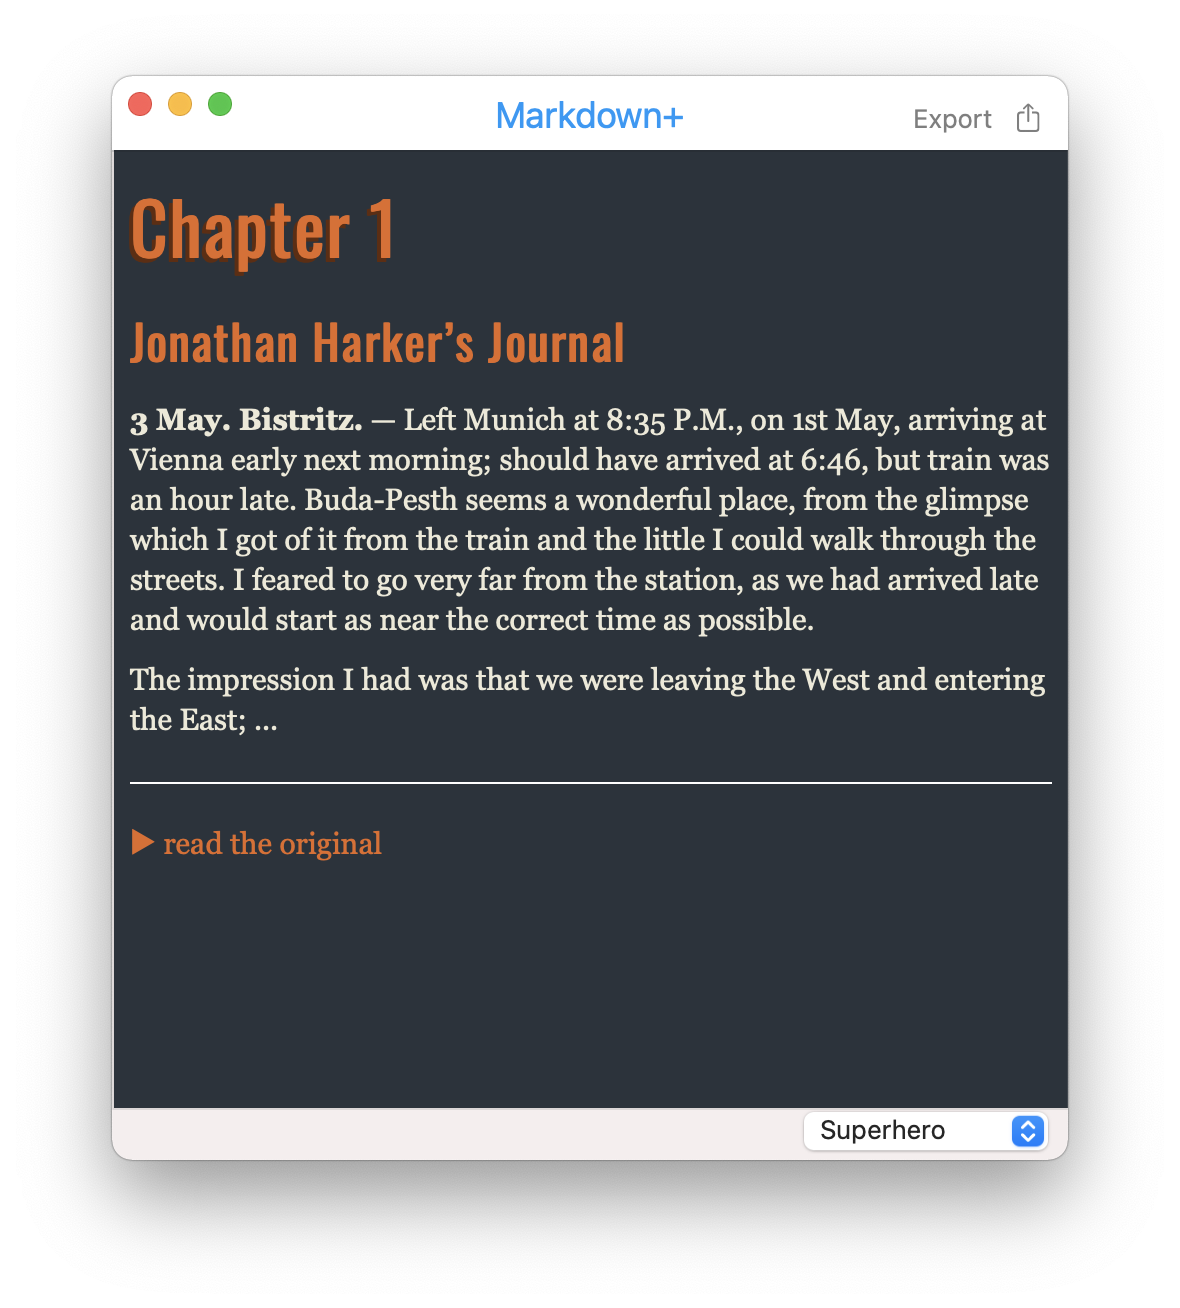 Markdown+
Export
Chapter 1
Jonathan Harker’s Journal
3 May. Bistritz. — Left Munich at 8:35 P.M., on 1st May, arriving at
Vienna early next morning; should have arrived at 6:46, but train was
an hour late. Buda-Pesth seems a wonderful place, from the glimpse
which I got of it from the train and the little I could walk through the
streets. I feared to go very far from the station, as we had arrived late
and would start as near the correct time as possible.
The impression I had was that we were leaving the West and entering
the East; ...
▶ read the original
Superhero